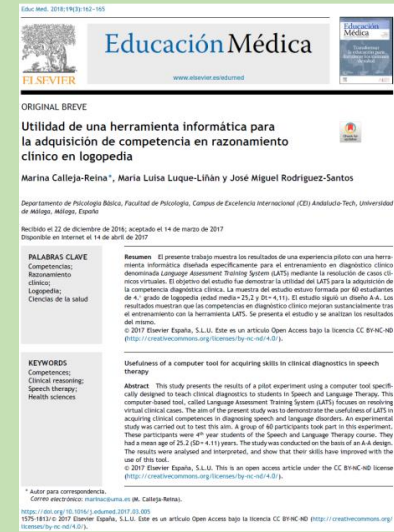 Educ Med. 2018;19(3):162-165
Educación Médica
ELSEVIER
www.elsevier.es/edumed
Educación
Médica
ORIGINAL BREVE
Utilidad de una herramienta informática para
la adquisición de competencia en razonamiento
clínico en logopedia
Marina Calleja-Reina*, María Luisa Luque-Liñán y José Miguel Rodríguez-Santos
Departamento de Psicología Básica, Facultad de Psicología, Campus de Excelencia Internacional (CEI) Andalucía-Tech, Universidad
de Málaga, Málaga, España
Recibido el 22 de diciembre de 2016; aceptado el 14 de marzo de 2017
Disponible en Internet el 14 de abril de 2017
PALABRAS CLAVE
Competencias;
Razonamiento
clínico;
Logopedia;
Ciencias de la salud
Resumen El presente trabajo muestra los resultados de una experiencia piloto con una herra-
mienta informática diseñada específicamente para el entrenamiento en diagnóstico clínico
denominada Language Assessment Training System (LATS) mediante la resolución de casos clí-
nicos virtuales. El objetivo del estudio fue demostrar la utilidad del LATS para la adquisición de
la competencia diagnóstica clínica. La muestra del estudio estuvo formada por 60 estudiantes
de 4.° grado de logopedia (edad media = 25,2 y Dt = 4,11). El estudio siguió un diseño A-A. Los
resultados muestran que las competencias en diagnóstico clínico mejoran sustancialmente tras
el entrenamiento con la herramienta LATS. Se presenta el estudio y se analizan los resultados
del mismo.
© 2017 Elsevier España, S.L.U. Este es un artículo Open Access bajo la licencia CC BY-NC-ND
(http://creativecommons.org/licenses/by-nc-nd/4.0/).
KEYWORDS
Competences;
Clinical reasoning;
Speech therapy;
Health sciences
Usefulness of a computer tool for acquiring skills in clinical diagnostics in speech
therapy
Abstract This study presents the results of a pilot experiment using a computer tool specifi-
cally designed to teach clinical diagnostics to students in Speech and Language Therapy. This
computer-based tool, called Language Assessment Training System (LATS) focuses on resolving
virtual clinical cases. The aim of the present study was to demonstrate the usefulness of LATS in
acquiring clinical competences in diagnosing speech and language disorders. An experimental
study was carried out to test this aim. A group of 60 participants took part in this experiment.
These participants were 4th year students of the Speech and Language Therapy course. They
had a mean of age of 25.2 (SD = 4.11) years. The study was conducted on the basis of an A-A design.
The results were analysed and interpreted, and show that their skills have improved with the
use of this tool.
© 2017 Elsevier España, S.L.U. This is an open access article under the CC BY-NC-ND license
(http://creativecommons.org/licenses/by-nc-nd/4.0/).
* Autor para correspondencia.
Correo electrónico: marinac@uma.es (M. Calleja-Reina).
https://doi.org/10.1016/j.edumed.2017.03.005
1575-1813/© 2017 Elsevier España, S.L.U. Este es un artículo Open Access bajo la licencia CC BY-NC-ND (http://creativecommons.org/
licenses/by-nc-nd/4.0/).